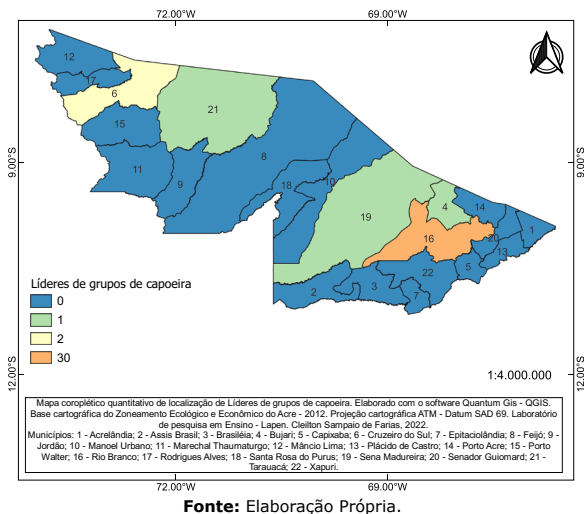 72.00°W 69.00°W
12
17
6
21
15
9.00°S 9.00°S
8
11
9
18
10
19
4
14
1
16
20
13
5
22
2
3
7
Líderes de grupos de capoeira
0
1
2
30
1:4.000.000
12.00°S 12.00°S
Mapa coroplético quantitativo de localização de Líderes de grupos de capoeira. Elaborado com o software Quantum Gis - QGIS.
Base cartográfica do Zoneamento Ecológico e Econômico do Acre - 2012. Projeção cartográfica ATM - Datum SAD 69. Laboratório
de pesquisa em Ensino - Lapen. Cleilton Sampaio de Farias, 2022.
Municípios: 1 - Acrelândia; 2 - Assis Brasil; 3 - Brasiléia; 4 - Bujari; 5 - Capixaba; 6 - Cruzeiro do Sul; 7 - Epitaciolândia; 8 - Feijó; 9 -
Jordão; 10 - Manoel Urbano; 11 - Marechal Thaumaturgo; 12 - Mâncio Lima; 13 - Plácido de Castro; 14 - Porto Acre; 15 - Porto
Walter; 16 - Rio Branco; 17 - Rodrigues Alves; 18 - Santa Rosa do Purus; 19 - Sena Madureira; 20 - Senador Guiomard; 21 -
Tarauacá; 22 - Xapuri.
72.00°W 69.00°W
Fonte: Elaboração Própria.